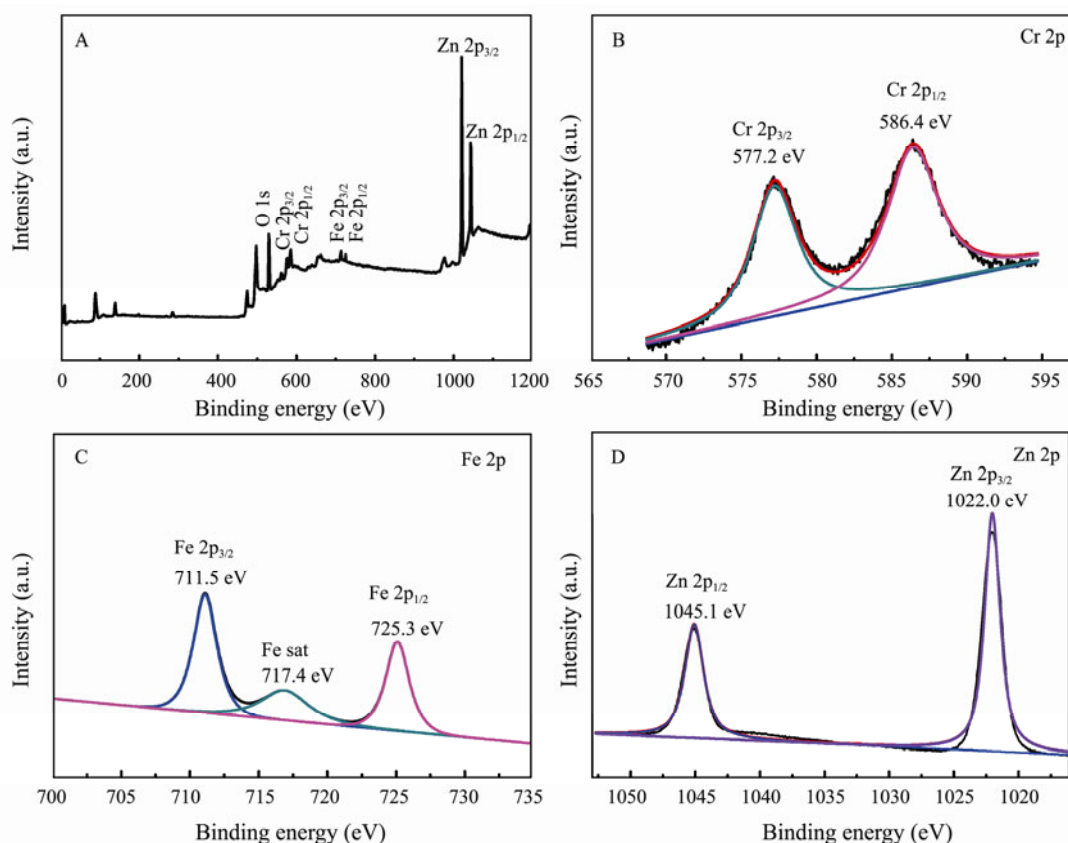 A
Zn 2p3/2
Zn 2p1/2
O 1s
Cr 2p3/2
Cr 2p1/2
Fe 2p3/2
Fe 2p1/2
Intensity (a.u.)
0 200 400 600 800 1000 1200
Binding energy (eV)
B
Cr 2p
Cr 2p1/2
586.4 eV
Cr 2p3/2
577.2 eV
Intensity (a.u.)
565 570 575 580 585 590 595
Binding energy (eV)
C
Fe 2p
Fe 2p3/2
711.5 eV
Fe 2p1/2
725.3 eV
Fe sat
717.4 eV
Intensity (a.u.)
700 705 710 715 720 725 730 735
Binding energy (eV)
D
Zn 2p
Zn 2p3/2
1022.0 eV
Zn 2p1/2
1045.1 eV
Intensity (a.u.)
1050 1045 1040 1035 1030 1025 1020
Binding energy (eV)